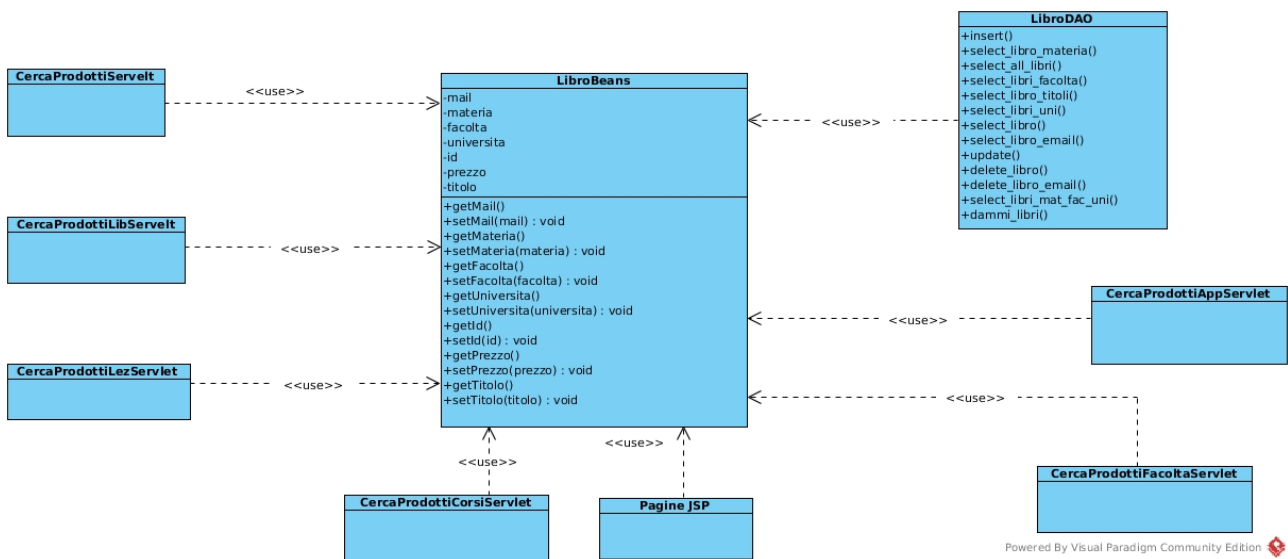 CercaProdottiServelt
<<use>>
CercaProdottiLibServelt
<<use>>
CercaProdottiLezServlet
<<use>>
LibroBeans
-mail
-materia
-facolta
-universita
-id
-prezzo
-titolo
+getMail()
+setMail(mail) : void
+getMateria()
+setMateria(materia) : void
+getFacolta()
+setFacolta(facolta) : void
+getUniversita()
+setUniversita(universita) : void
+getId()
+setId(id) : void
+getPrezzo()
+setPrezzo(prezzo) : void
+getTitolo()
+setTitolo(titolo) : void
<<use>>
CercaProdottiCorsiServlet
<<use>>
Pagine JSP
LibroDAO
+insert()
+select_libro_materia()
+select_all_libri()
+select_libri_facolta()
+select_libro_titoli()
+select_libri_uni()
+select_libro()
+select_libro_email()
+update()
+delete_libro()
+delete_libro_email()
+select_libri_mat_fac_uni()
+dammi_libri()
<<use>>
CercaProdottiAppServlet
<<use>>
<<use>>
CercaProdottiFacoltaServlet
Powered By Visual Paradigm Community Edition